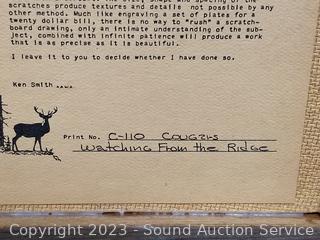 scratches produce textures and details not possible by any
other method. Much like engraving a set of plates for a
twenty dollar bill, there is no way to "rush" a scratch-
board drawing, only an intimate understanding of the sub-
ject, combined with infinite patience will produce a work
that is as precise as it is beautiful.
I leave it to you to decide whether I have done so.
Ken Smith
Print No. C-110 Cougars
Watching From the Ridge
Copyright © 2023 - Sound Auction Service